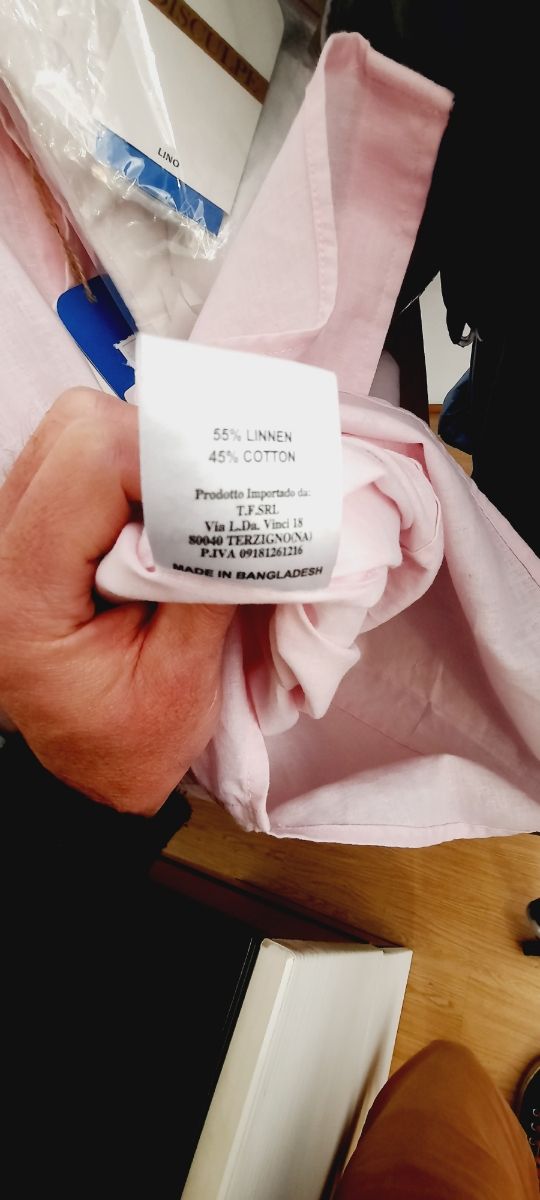 LINO
55% LINNEN
45% COTTON
Prodotto Importado da:
T.F.SRL
Via L.Da. Vinci 18
80040 TERZIGNO(NA)
P.IVA 09181261216
MADE IN BANGLADESH